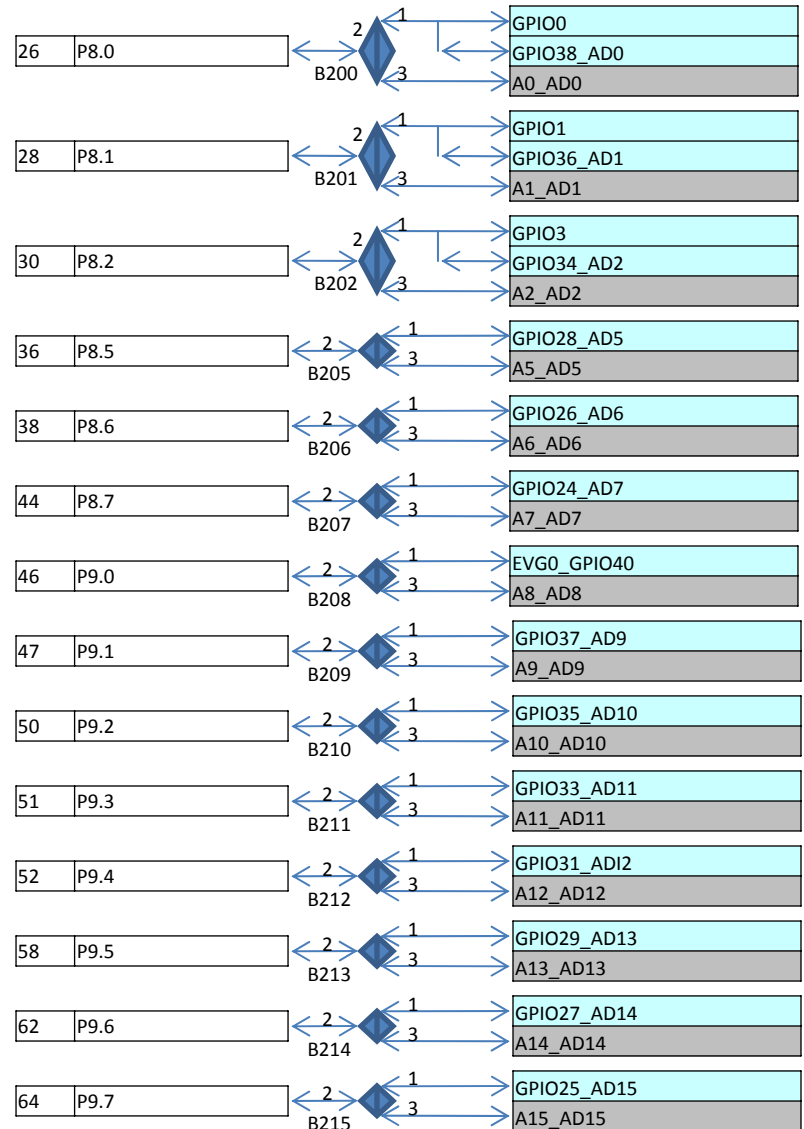 1 GPIO0
2
26 P8.0 GPIO38_AD0
B200 3 A0_AD0
1 GPIO1
2
28 P8.1 GPIO36_AD1
B201 3 A1_AD1
1 GPIO3
2
30 P8.2 GPIO34_AD2
B202 3 A2_AD2
1 GPIO28_AD5
36 P8.5 2
3 A5_AD5
B205
1 GPIO26_AD6
38 P8.6 2
3 A6_AD6
B206
1 GPIO24_AD7
44 P8.7 2
3 A7_AD7
B207
1 EVG0_GPIO40
46 P9.0 2
3 A8_AD8
B208
1 GPIO37_AD9
47 P9.1 2
3 A9_AD9
B209
1 GPIO35_AD10
50 P9.2 2
3 A10_AD10
B210
1 GPIO33_AD11
51 P9.3 2
3 A11_AD11
B211
1 GPIO31_ADI2
52 P9.4 2
3 A12_AD12
B212
1 GPIO29_AD13
58 P9.5 2
3 A13_AD13
B213
1 GPIO27_AD14
62 P9.6 2
3 A14_AD14
B214
1 GPIO25_AD15
64 P9.7 2
3 A15_AD15
B215